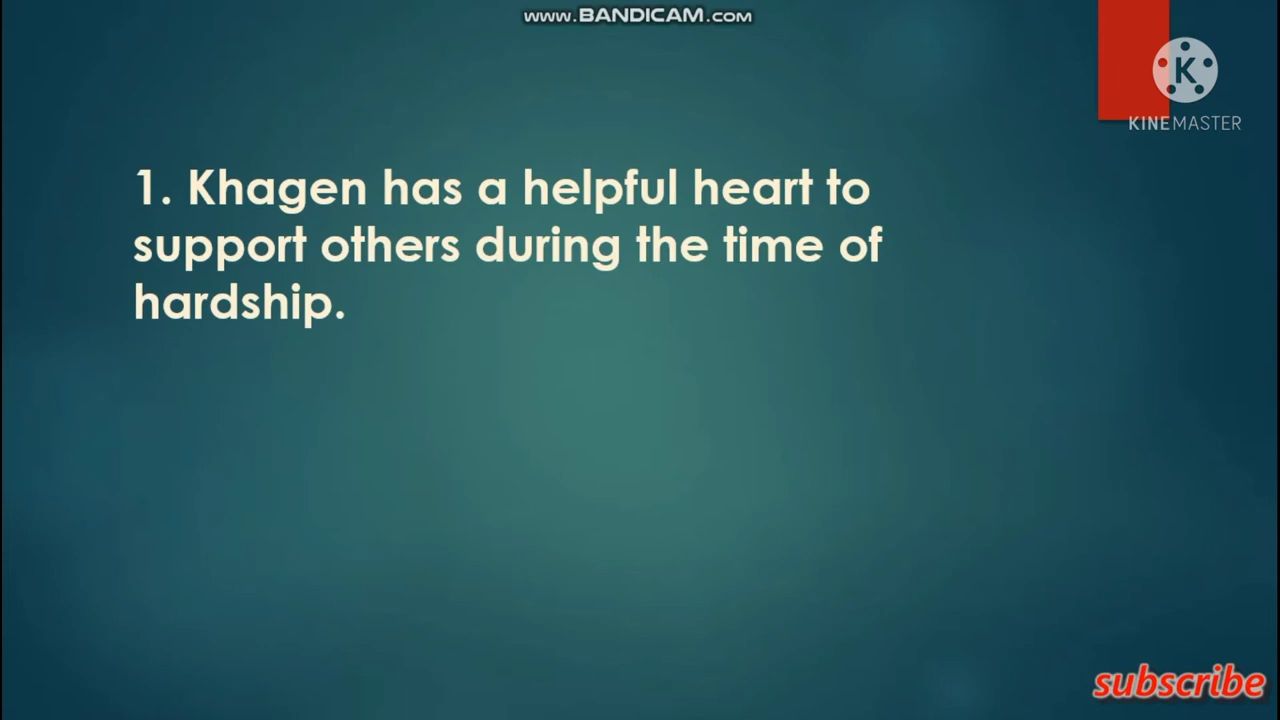 www.BANDICAM.com
K
KINEMASTER
1. Khagen has a helpful heart to
support others during the time of
hardship.
subscribe